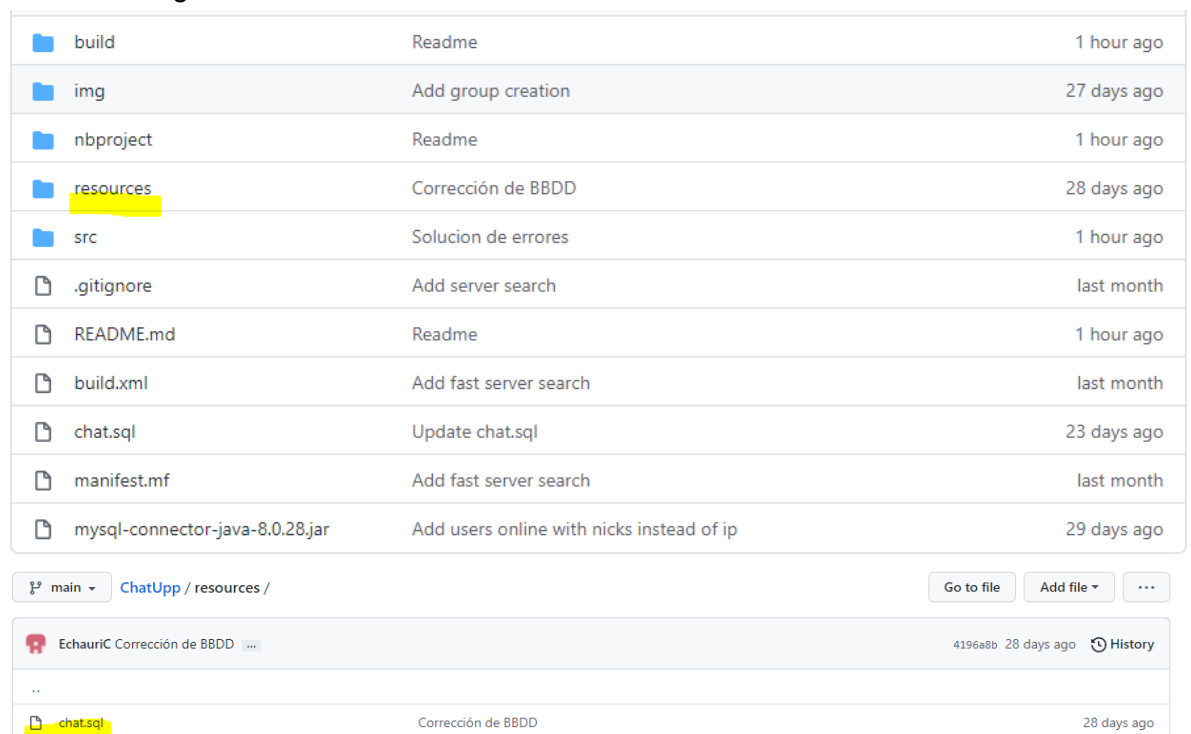 g
build Readme 1 hour ago
img Add group creation 27 days ago
nbproject Readme 1 hour ago
resources Corrección de BBDD 28 days ago
src Solucion de errores 1 hour ago
.gitignore Add server search last month
README.md Readme 1 hour ago
build.xml Add fast server search last month
chat.sql Update chat.sql 23 days ago
manifest.mf Add fast server search last month
mysql-connector-java-8.0.28.jar Add users online with nicks instead of ip 29 days ago
main ChatUpp / resources / Go to file Add file ...
EchauriC Corrección de BBDD ... 4196a8b 28 days ago History
..
chat.sql Corrección de BBDD 28 days ago